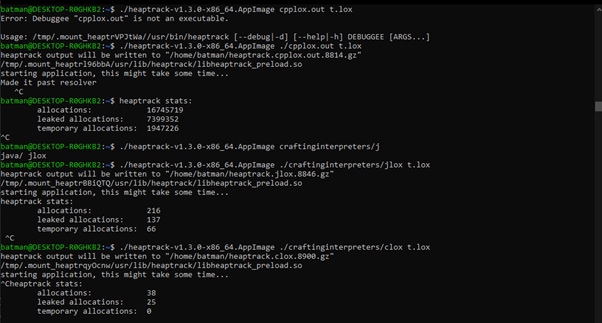 batman@DESKTOP-R0GHKB2:~$ ./heaptrack-v1.3.0-x86_64.AppImage cpplox.out t.lox
Error: Debuggee "cpplox.out" is not an executable.
Usage: /tmp/.mount_heaptrVPJtWa//usr/bin/heaptrack [--debug|-d] [--help|-h] DEBUGGEE [ARGS...]
batman@DESKTOP-R0GHKB2:~$ ./heaptrack-v1.3.0-x86_64.AppImage ./cpplox.out t.lox
heaptrack output will be written to "/home/batman/heaptrack.cpplox.out.8814.gz"
/tmp/.mount_heaptrl96bbA/usr/lib/heaptrack/libheaptrack_preload.so
starting application, this might take some time...
Made it past resolver
^C
batman@DESKTOP-R0GHKB2:~$ heaptrack stats:
allocations: 16745719
leaked allocations: 7399352
temporary allocations: 1947226
^C
batman@DESKTOP-R0GHKB2:~$ ./heaptrack-v1.3.0-x86_64.AppImage craftinginterpreters/j
java/ jlox
batman@DESKTOP-R0GHKB2:~$ ./heaptrack-v1.3.0-x86_64.AppImage ./craftinginterpreters/jlox t.lox
heaptrack output will be written to "/home/batman/heaptrack.jlox.8846.gz"
/tmp/.mount_heaptrBBiQTQ/usr/lib/heaptrack/libheaptrack_preload.so
starting application, this might take some time...
heaptrack stats:
allocations: 216
leaked allocations: 137
temporary allocations: 66
^C
batman@DESKTOP-R0GHKB2:~$ ./heaptrack-v1.3.0-x86_64.AppImage ./craftinginterpreters/clox t.lox
heaptrack output will be written to "/home/batman/heaptrack.clox.8900.gz"
/tmp/.mount_heaptrqyOcnw/usr/lib/heaptrack/libheaptrack_preload.so
starting application, this might take some time...
^Cheaptrack stats:
allocations: 38
leaked allocations: 25
temporary allocations: 0